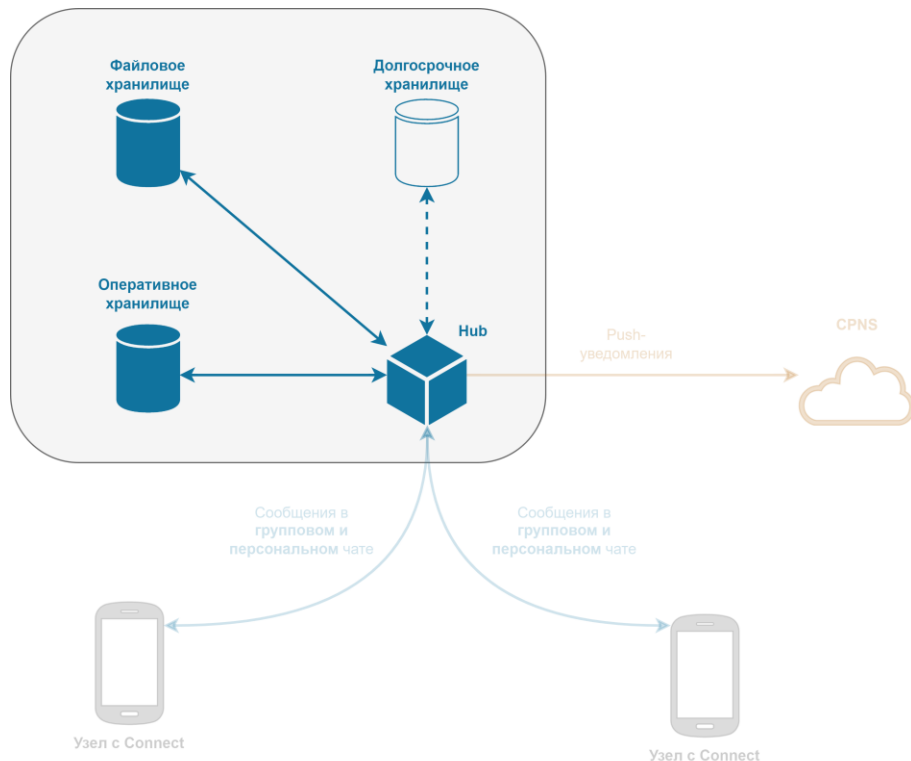 Файловое
хранилище
Долгосрочное
хранилище
Оперативное
хранилище
Hub
Push-
уведомления
CPNS
Сообщения в
групповом и
персональном чате
Сообщения в
групповом и
персональном чате
Узел с Connect
Узел с Connect